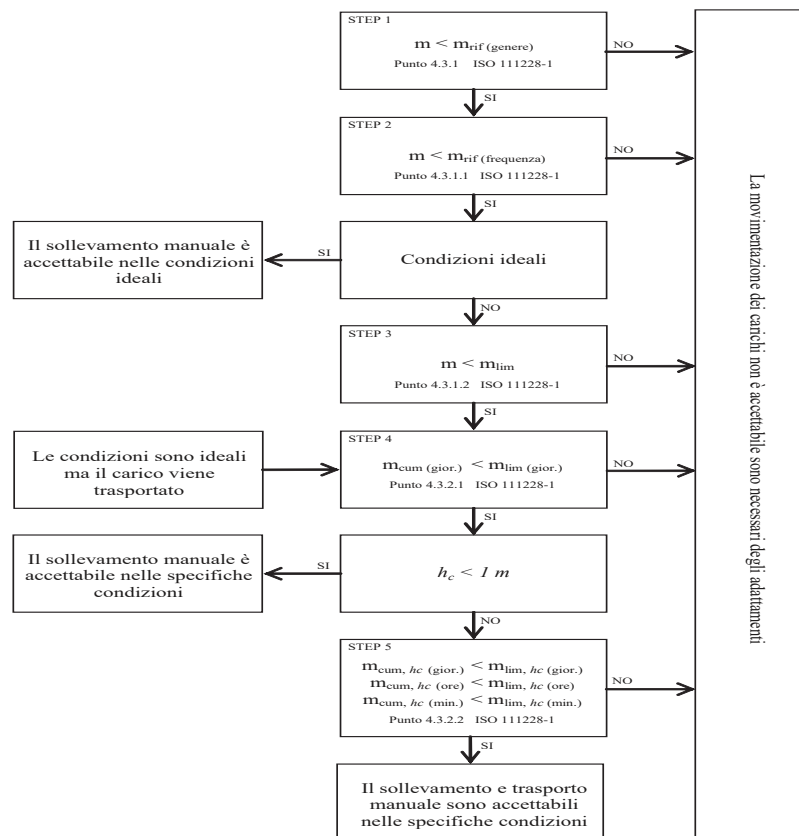 STEP 1
m < mrif (genere)
Punto 4.3.1 ISO 111228-1
NO
SI
STEP 2
m < mrif (frequenza)
Punto 4.3.1.1 ISO 111228-1
NO
SI
Il sollevamento manuale è
accettabile nelle condizioni
ideali
SI
Condizioni ideali
NO
STEP 3
m < mlim
Punto 4.3.1.2 ISO 111228-1
NO
SI
Le condizioni sono ideali
ma il carico viene
trasportato
STEP 4
mcum (gior.) < mlim (gior.)
Punto 4.3.2.1 ISO 111228-1
NO
SI
Il sollevamento manuale è
accettabile nelle specifiche
condizioni
SI
hc < 1 m
NO
STEP 5
mcum, hc (gior.) < mlim, hc (gior.)
mcum, hc (ore) < mlim, hc (ore)
mcum, hc (min.) < mlim, hc (min.)
Punto 4.3.2.2 ISO 111228-1
NO
SI
Il sollevamento e trasporto
manuale sono accettabili
nelle specifiche condizioni
La movimentazione dei carichi non è accettabile sono necessari degli adattamenti